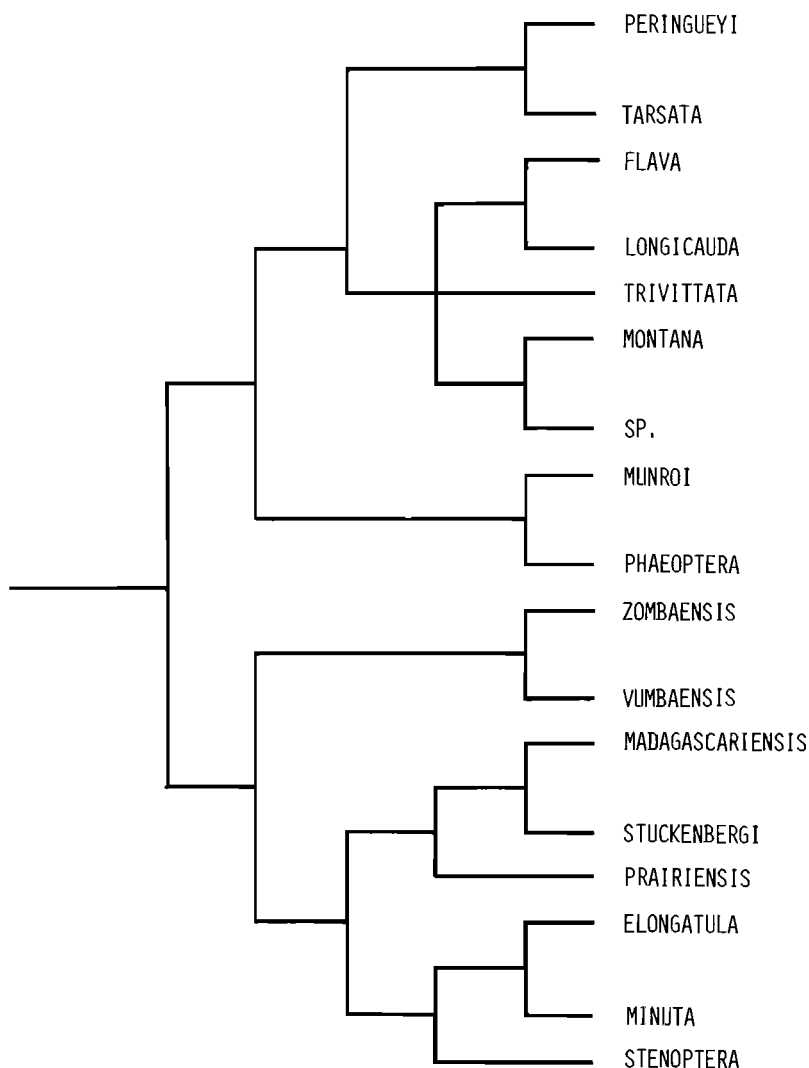 PERINGUEYI
TARSATA
FLAVA
LONGICAUDA
TRIVITTATA
MONTANA
SP.
MUNROI
PHAEOPTERA
ZOMBAENSIS
VUMBAENSIS
MADAGASCARIENSIS
STUCKENBERGI
PRAIRIENSIS
ELONGATULA
MINUTA
STENOPTERA